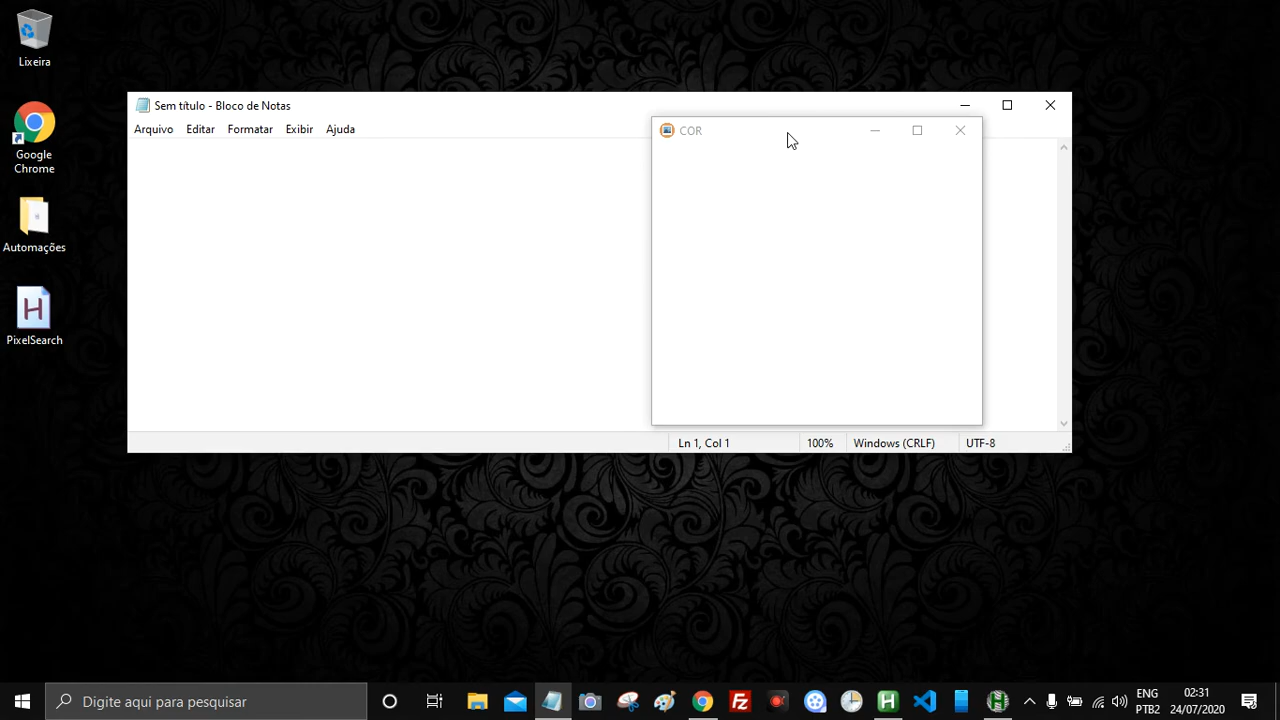 Lixeira
Google
Chrome
Automações
PixelSearch
Sem título - Bloco de Notas
Arquivo Editar Formatar Exibir Ajuda
COR
Ln 1, Col 1 100% Windows (CRLF) UTF-8
Digite aqui para pesquisar
ENG
PTB2
02:31
24/07/2020